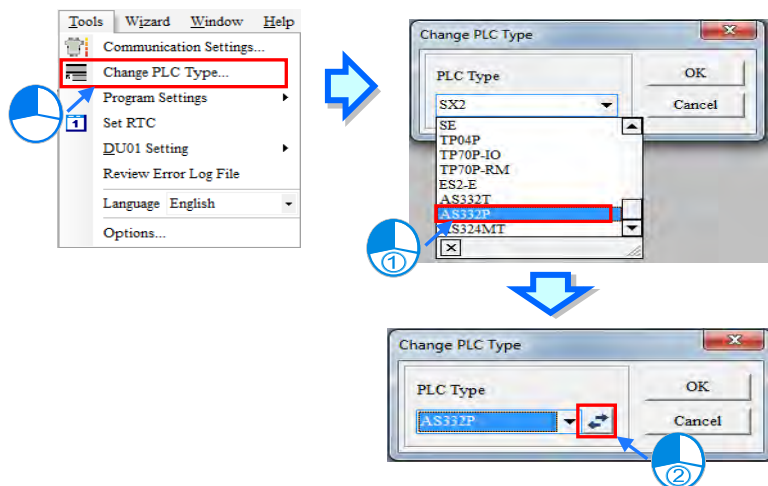 Tools Wizard Window Help
Communication Settings...
Change PLC Type...
Program Settings
1 Set RTC
DU01 Setting
Review Error Log File
Language English
Options...
Change PLC Type
PLC Type
OK
SX2
Cancel
SE
TP04P
TP70P-IO
TP70P-RM
ES2-E
AS332T
AS332P
AS324MT
1
Change PLC Type
PLC Type
OK
AS332P
Cancel
2